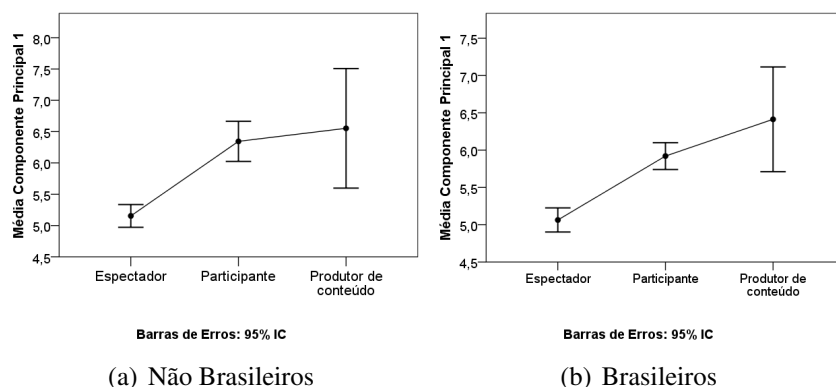 Média Componente Principal 1
8,0
7,5
7,0
6,5
6,0
5,5
5,0
4,5
Espectador
Participante
Produtor de
conteúdo
Barras de Erros: 95% IC
(a) Não Brasileiros
Média Componente Principal 1
7,5
7,0
6,5
6,0
5,5
5,0
4,5
Espectador
Participante
Produtor de
conteúdo
Barras de Erros: 95% IC
(b) Brasileiros